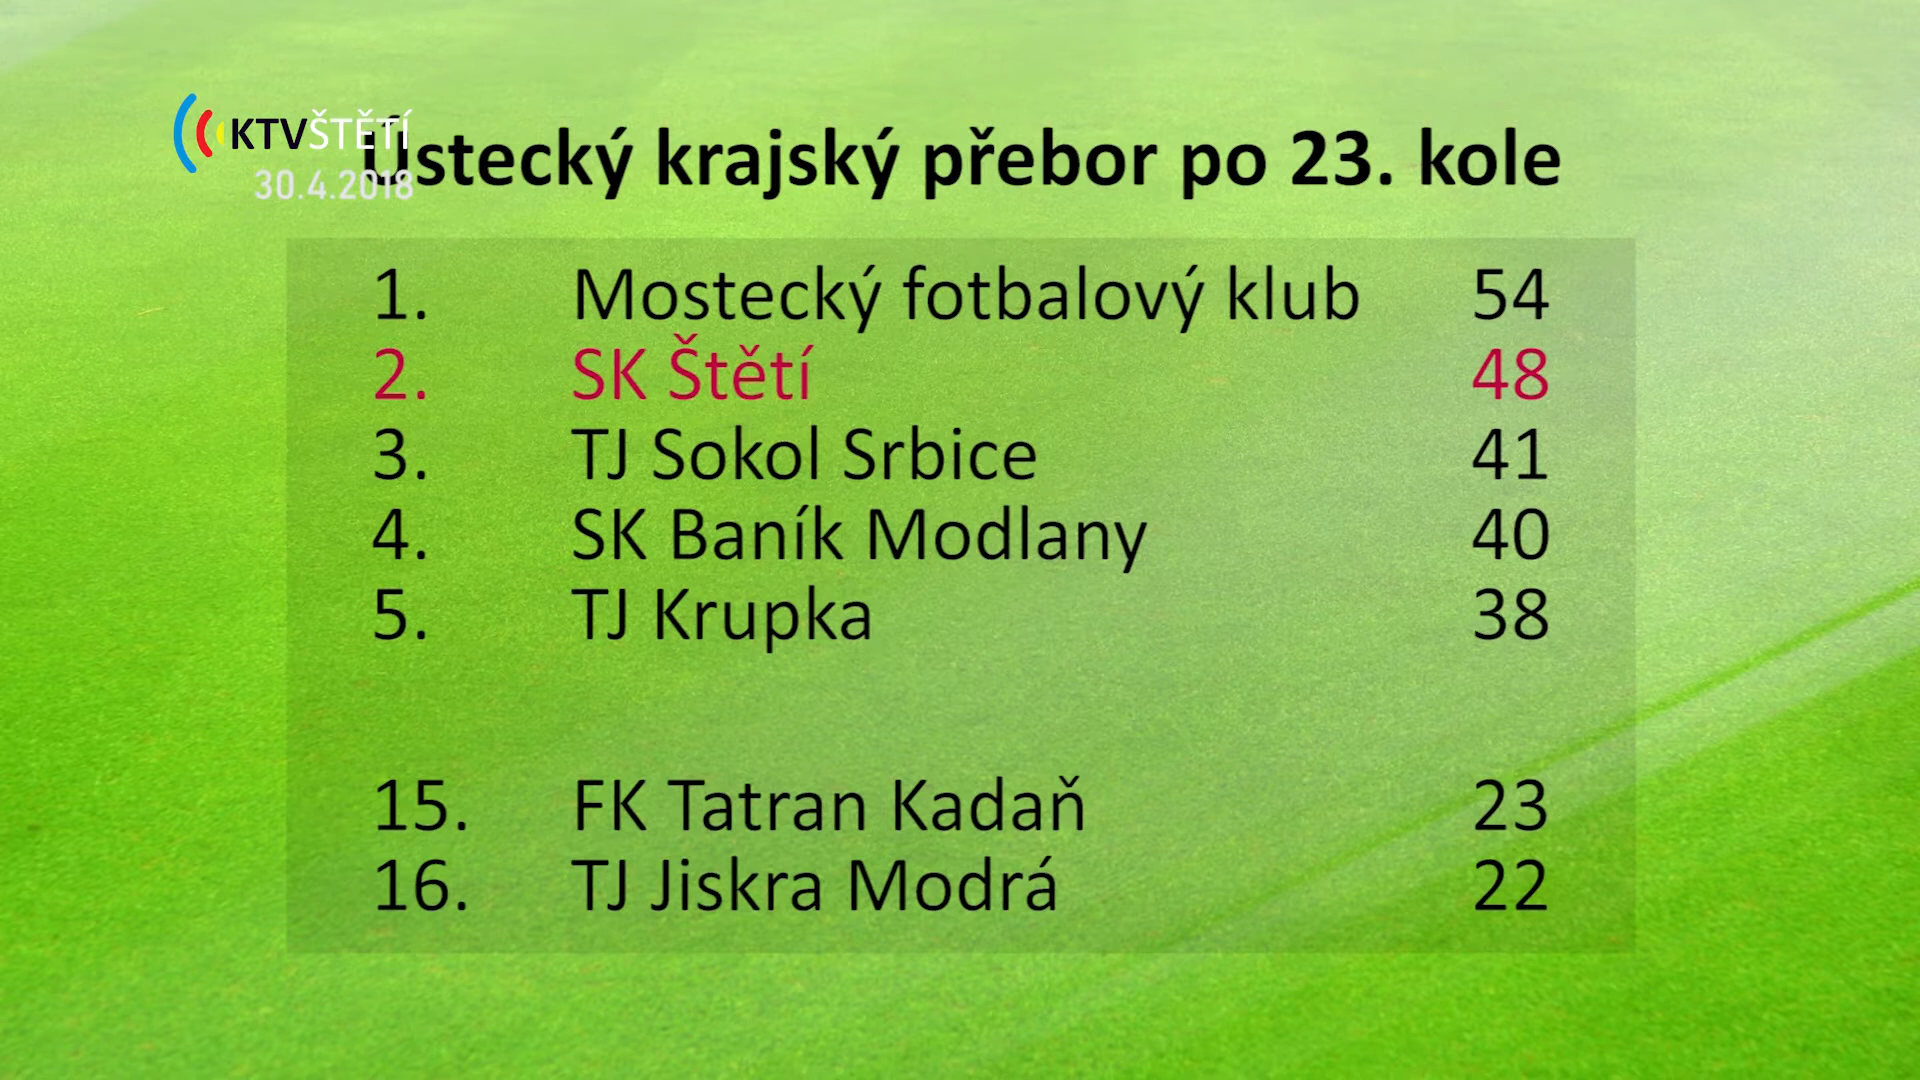 KTVŠTĚTÍ
30.4.2018
Ústecký krajský přebor po 23. kole
1. Mostecký fotbalový klub 54
2. SK Štětí 48
3. TJ Sokol Srbice 41
4. SK Baník Modlany 40
5. TJ Krupka 38
15. FK Tatran Kadaň 23
16. TJ Jiskra Modrá 22